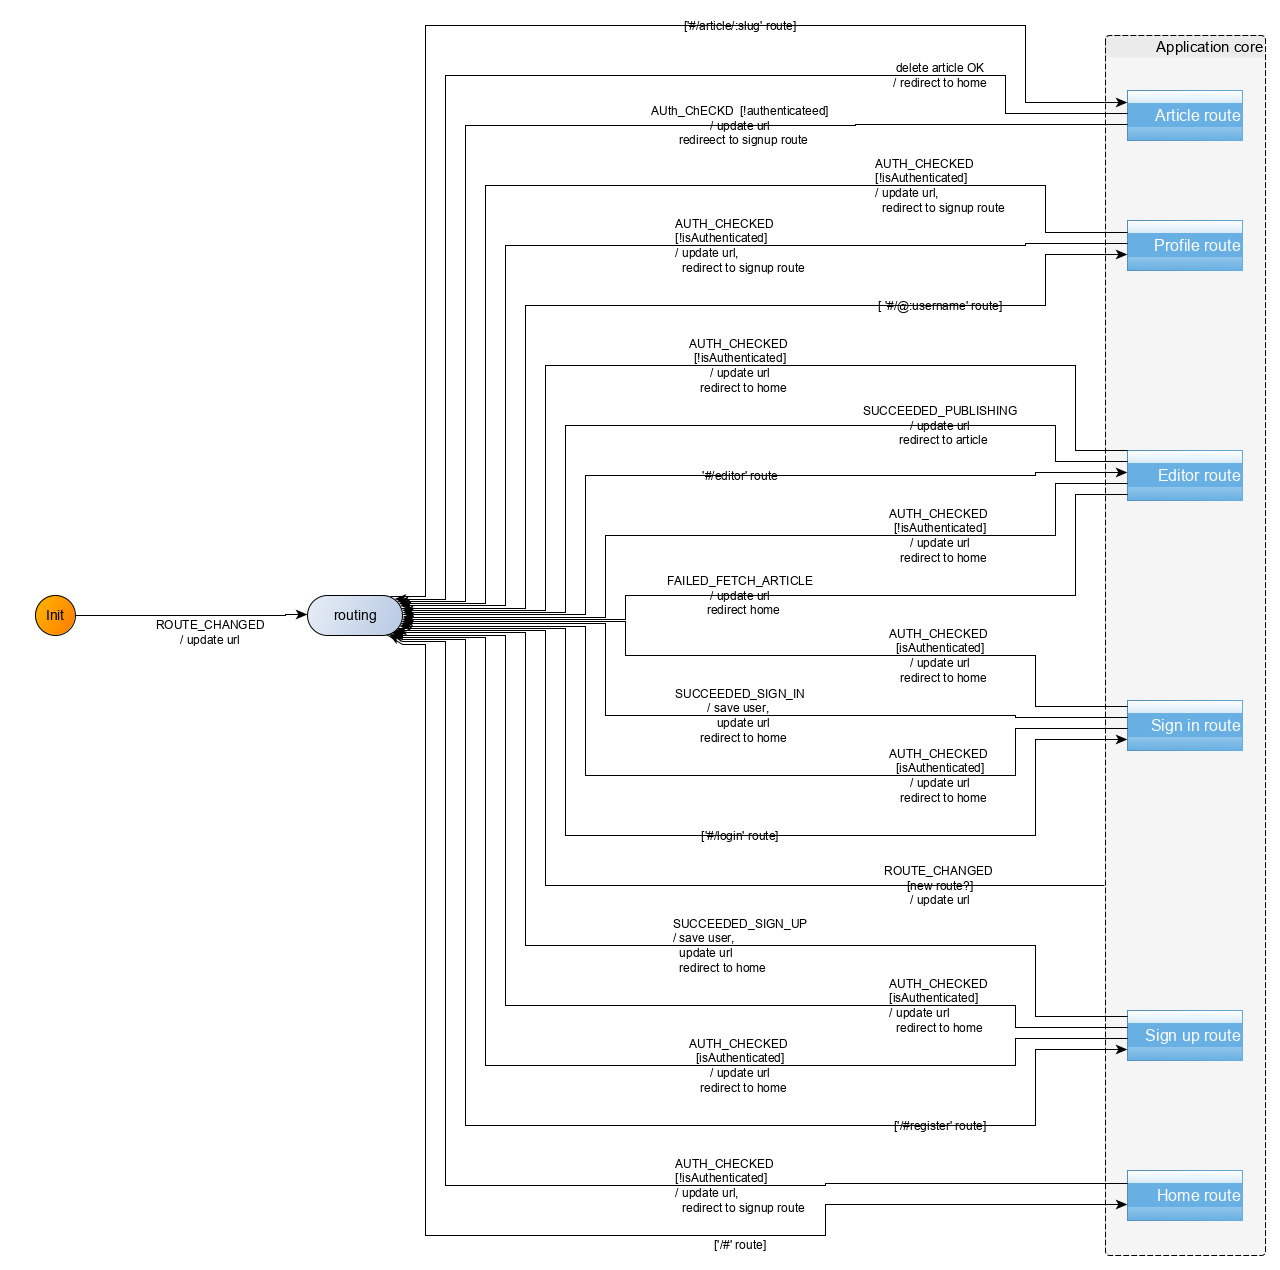 ['#/article/:slug' route]
Application core
delete article OK
/ redirect to home
Article route
AUth_ChECKD  [!authenticateed]
/ update url
redireect to signup route
AUTH_CHECKED
[!isAuthenticated]
/ update url,
redirect to signup route
Profile route
AUTH_CHECKED
[!isAuthenticated]
/ update url,
redirect to signup route
[ '#/@:username' route]
AUTH_CHECKED
[!isAuthenticated]
/ update url
redirect to home
SUCCEEDED_PUBLISHING
/ update url
redirect to article
Editor route
'#/editor' route
AUTH_CHECKED
[!isAuthenticated]
/ update url
redirect to home
FAILED_FETCH_ARTICLE
/ update url
redirect home
Init
routing
ROUTE_CHANGED
/ update url
AUTH_CHECKED
[isAuthenticated]
/ update url
redirect to home
SUCCEEDED_SIGN_IN
/ save user,
update url
redirect to home
Sign in route
AUTH_CHECKED
[isAuthenticated]
/ update url
redirect to home
['#/login' route]
ROUTE_CHANGED
[new route?]
/ update url
SUCCEEDED_SIGN_UP
/ save user,
update url
redirect to home
AUTH_CHECKED
[isAuthenticated]
/ update url
redirect to home
Sign up route
AUTH_CHECKED
[isAuthenticated]
/ update url
redirect to home
['/#register' route]
AUTH_CHECKED
[!isAuthenticated]
/ update url,
redirect to signup route
Home route
['/#' route]